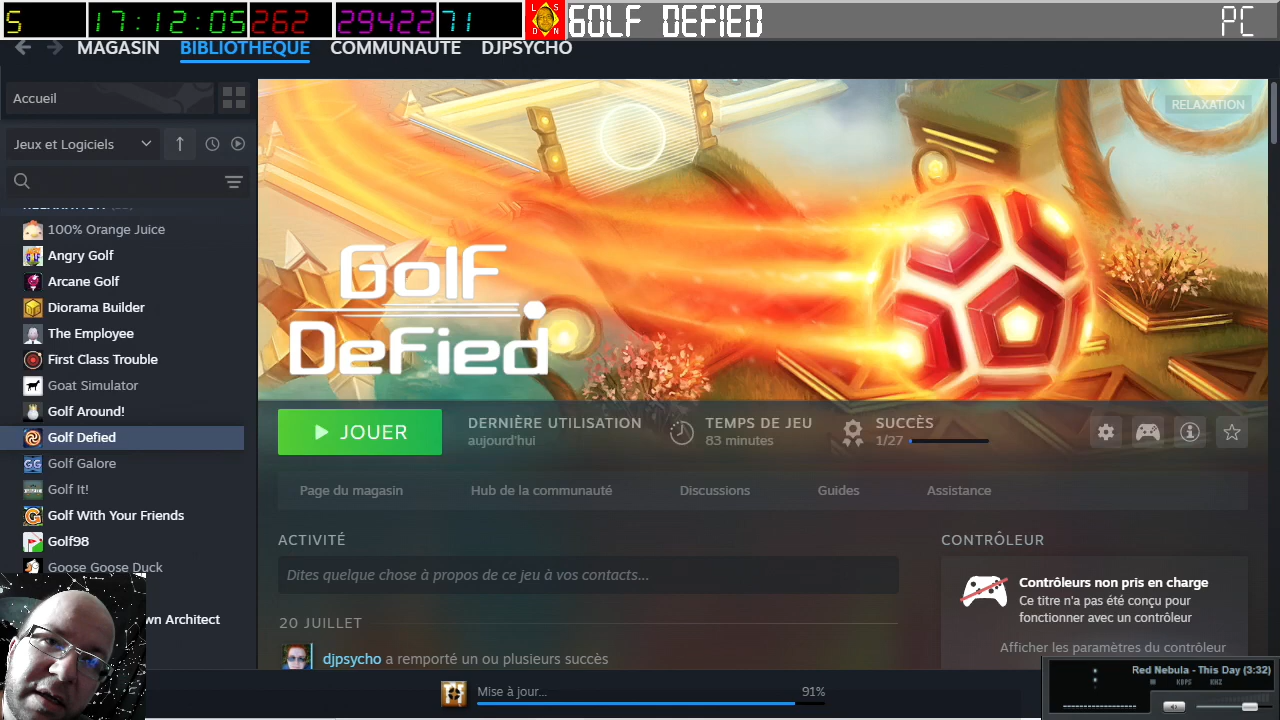 5 17:12:05 262 29422 71 L S D N GOLF DEFIED PC
MAGASIN BIBLIOTHÈQUE COMMUNAUTÉ DJPSYCHO
Accueil
RELAXATION
Jeux et Logiciels
100% Orange Juice
Angry Golf
Arcane Golf
Diorama Builder
The Employee
First Class Trouble
Goat Simulator
Golf Around!
Golf Defied
Golf Galore
Golf It!
Golf With Your Friends
Golf98
Goose Goose Duck
wn Architect
Golf
Defied
JOUER
DERNIÈRE UTILISATION
aujourd'hui
TEMPS DE JEU
83 minutes
SUCCÈS
1/27
Page du magasin Hub de la communauté Discussions Guides Assistance
ACTIVITÉ
Dites quelque chose à propos de ce jeu à vos contacts...
20 JUILLET
djpsycho a remporté un ou plusieurs succès
CONTRÔLEUR
Contrôleurs non pris en charge
Ce titre n'a pas été conçu pour
fonctionner avec un contrôleur
Afficher les paramètres du contrôleur
Mise à jour... 91%
Red Nebula - This Day (3:32)
KBPS KHZ